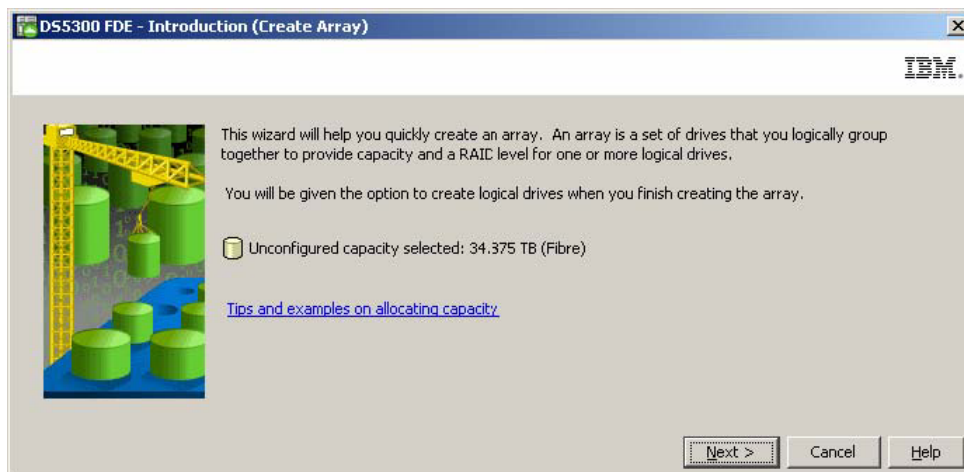 DS5300 FDE - Introduction (Create Array)
IBM.
This wizard will help you quickly create an array. An array is a set of drives that you logically group
together to provide capacity and a RAID level for one or more logical drives.
You will be given the option to create logical drives when you finish creating the array.
Unconfigured capacity selected: 34.375 TB (Fibre)
Tips and examples on allocating capacity
Next >
Cancel
Help